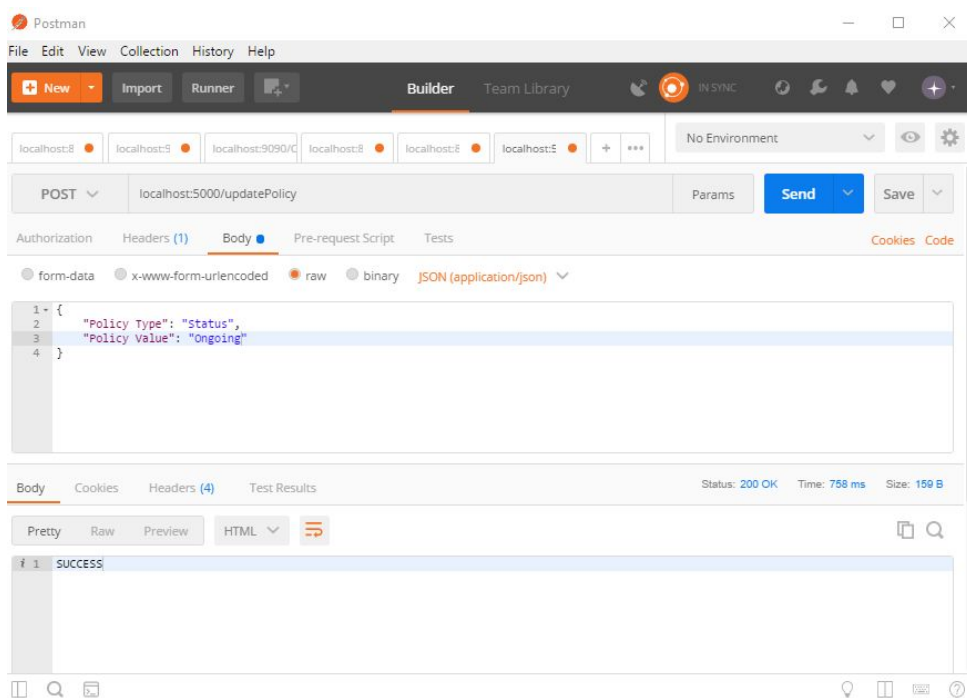 Postman
File Edit View Collection History Help
New Import Runner Builder Team Library IN SYNC
localhost:8 localhost:9 localhost:9090/C localhost:8 localhost:8 localhost:5 + ••• No Environment
POST localhost:5000/updatePolicy Params Send Save
Authorization Headers (1) Body Pre-request Script Tests Cookies Code
form-data x-www-form-urlencoded raw binary JSON (application/json)
1 {
2 "Policy Type": "Status",
3 "Policy Value": "Ongoing"
4 }
Body Cookies Headers (4) Test Results Status: 200 OK Time: 758 ms Size: 159 B
Pretty Raw Preview HTML
i 1 SUCCESS